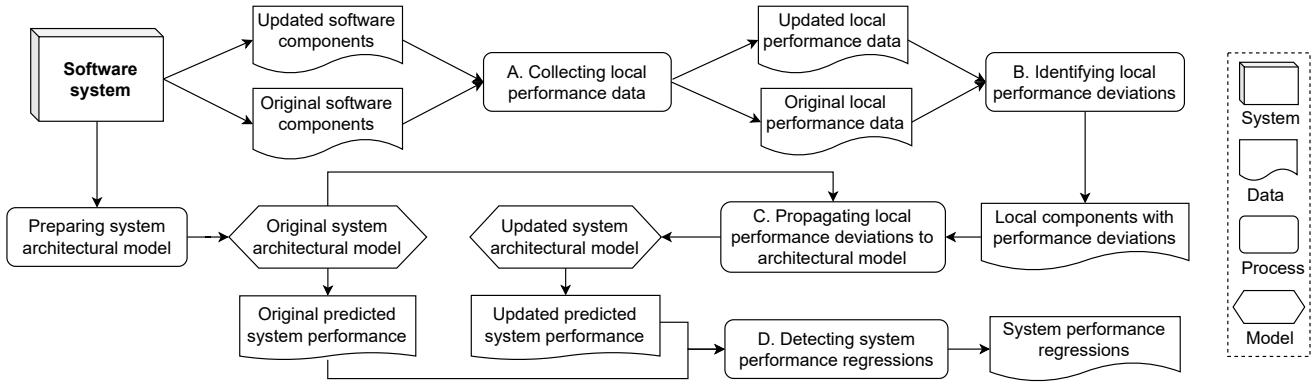 Software
system
Updated software
components
Original software
components
A. Collecting local
performance data
Updated local
performance data
Original local
performance data
B. Identifying local
performance deviations
Preparing system
architectural model
Original system
architectural model
Updated system
architectural model
C. Propagating local
performance deviations to
architectural model
Local components with
performance deviations
Original predicted
system performance
Updated predicted
system performance
D. Detecting system
performance regressions
System performance
regressions
System
Data
Process
Model